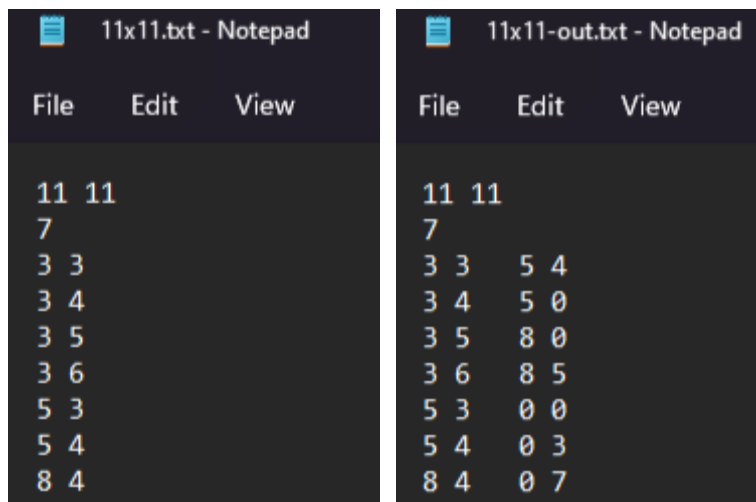 11x11.txt - Notepad
File Edit View
11 11
7
3 3
3 4
3 5
3 6
5 3
5 4
8 4
11x11-out.txt - Notepad
File Edit View
11 11
7
3 3 5 4
3 4 5 0
3 5 8 0
3 6 8 5
5 3 0 0
5 4 0 3
8 4 0 7